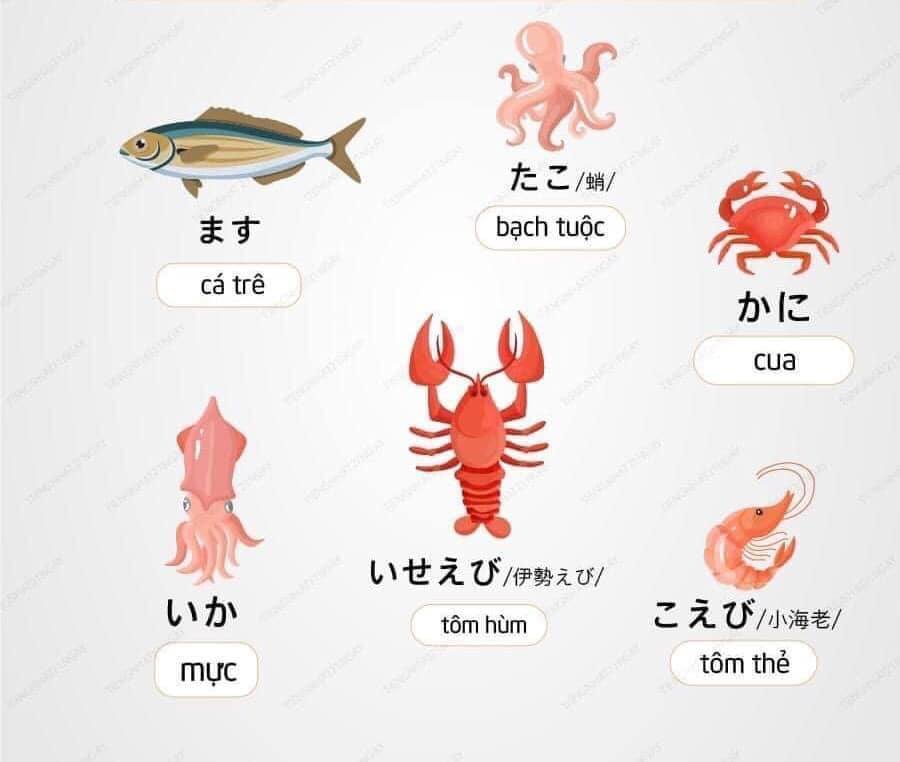 たこ/蛸/
bạch tuộc
ます
cá trê
かに
cua
いせえび/伊勢えび/
tôm hùm
いか
mực
こえび/小海老/
tôm thẻ